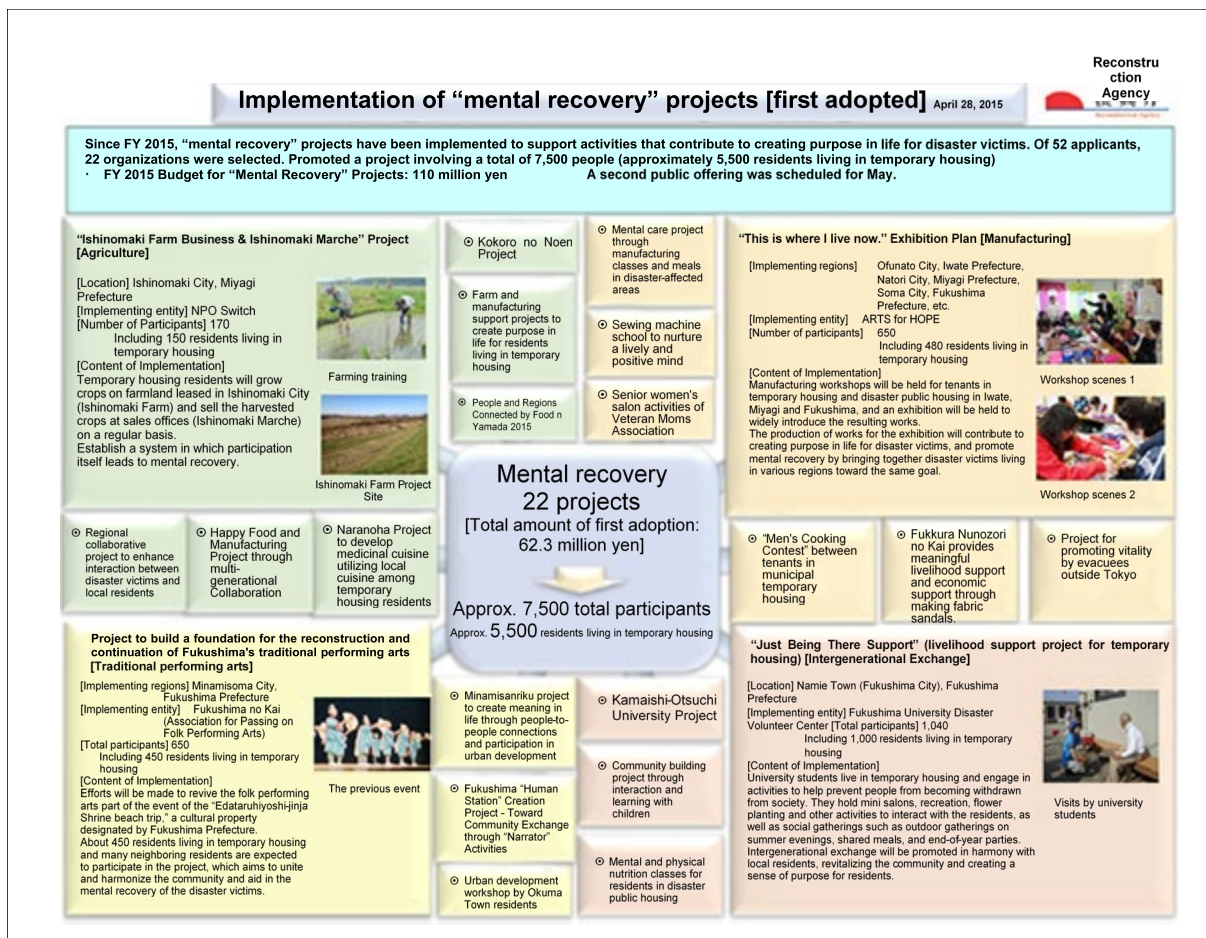 Reconstru
ction
Agency
Implementation of “mental recovery” projects [first adopted] April 28, 2015
Since FY 2015, “mental recovery” projects have been implemented to support activities that contribute to creating purpose in life for disaster victims. Of 52 applicants,
22 organizations were selected. Promoted a project involving a total of 7,500 people (approximately 5,500 residents living in temporary housing)
· FY 2015 Budget for “Mental Recovery” Projects: 110 million yen A second public offering was scheduled for May.
“Ishinomaki Farm Business & Ishinomaki Marche” Project
[Agriculture]
[Location] Ishinomaki City, Miyagi
Prefecture
[Implementing entity] NPO Switch
[Number of Participants] 170
Including 150 residents living in
temporary housing
[Content of Implementation]
Temporary housing residents will grow
crops on farmland leased in Ishinomaki City
(Ishinomaki Farm) and sell the harvested
crops at sales offices (Ishinomaki Marche)
on a regular basis.
Establish a system in which participation
itself leads to mental recovery.
Farming training
Ishinomaki Farm Project
Site
⊙ Kokoro no Noen
Project
⊙ Farm and
manufacturing
support projects to
create purpose in
life for residents
living in temporary
housing
⊙ People and Regions
Connected by Food n
Yamada 2015
⊙ Mental care project
through
manufacturing
classes and meals
in disaster-affected
areas
⊙ Sewing machine
school to nurture
a lively and
positive mind
⊙ Senior women's
salon activities of
Veteran Moms
Association
“This is where I live now.” Exhibition Plan [Manufacturing]
[Implementing regions] Ofunato City, Iwate Prefecture,
Natori City, Miyagi Prefecture,
Soma City, Fukushima
Prefecture, etc.
[Implementing entity] ARTS for HOPE
[Number of participants] 650
Including 480 residents living in
temporary housing
[Content of Implementation]
Manufacturing workshops will be held for tenants in
temporary housing and disaster public housing in Iwate,
Miyagi and Fukushima, and an exhibition will be held to
widely introduce the resulting works.
The production of works for the exhibition will contribute to
creating purpose in life for disaster victims, and promote
mental recovery by bringing together disaster victims living
in various regions toward the same goal.
Workshop scenes 1
Workshop scenes 2
Mental recovery
22 projects
[Total amount of first adoption:
62.3 million yen]
Approx. 7,500 total participants
Approx. 5,500 residents living in temporary housing
⊙ Regional
collaborative
project to enhance
interaction between
disaster victims and
local residents
⊙ Happy Food and
Manufacturing
Project through
multi-
generational
Collaboration
⊙ Naranoha Project
to develop
medicinal cuisine
utilizing local
cuisine among
temporary
housing residents
⊙ “Men's Cooking
Contest” between
tenants in
municipal
temporary
housing
⊙ Fukkura Nunozori
no Kai provides
meaningful
livelihood support
and economic
support through
making fabric
sandals.
⊙ Project for
promoting vitality
by evacuees
outside Tokyo
Project to build a foundation for the reconstruction and
continuation of Fukushima's traditional performing arts
[Traditional performing arts]
[Implementing regions] Minamisoma City,
Fukushima Prefecture
[Implementing entity] Fukushima no Kai
(Association for Passing on
Folk Performing Arts)
[Total participants] 650
Including 450 residents living in temporary
housing
[Content of Implementation]
Efforts will be made to revive the folk performing
arts part of the event of the “Edataruhiyoshi-jinja
Shrine beach trip,” a cultural property
designated by Fukushima Prefecture.
About 450 residents living in temporary housing
and many neighboring residents are expected
to participate in the project, which aims to unite
and harmonize the community and aid in the
mental recovery of the disaster victims.
The previous event
⊙ Minamisanriku project
to create meaning in
life through people-to-
people connections
and participation in
urban development
⊙ Fukushima “Human
Station” Creation
Project - Toward
Community Exchange
through “Narrator”
Activities
⊙ Urban development
workshop by Okuma
Town residents
⊙ Kamaishi-Otsuchi
University Project
⊙ Community building
project through
interaction and
learning with
children
⊙ Mental and physical
nutrition classes for
residents in disaster
public housing
“Just Being There Support” (livelihood support project for temporary
housing) [Intergenerational Exchange]
[Location] Namie Town (Fukushima City), Fukushima
Prefecture
[Implementing entity] Fukushima University Disaster
Volunteer Center [Total participants] 1,040
Including 1,000 residents living in temporary
housing
[Content of Implementation]
University students live in temporary housing and engage in
activities to help prevent people from becoming withdrawn
from society. They hold mini salons, recreation, flower
planting and other activities to interact with the residents, as
well as social gatherings such as outdoor gatherings on
summer evenings, shared meals, and end-of-year parties.
Intergenerational exchange will be promoted in harmony with
local residents, revitalizing the community and creating a
sense of purpose for residents.
Visits by university
students